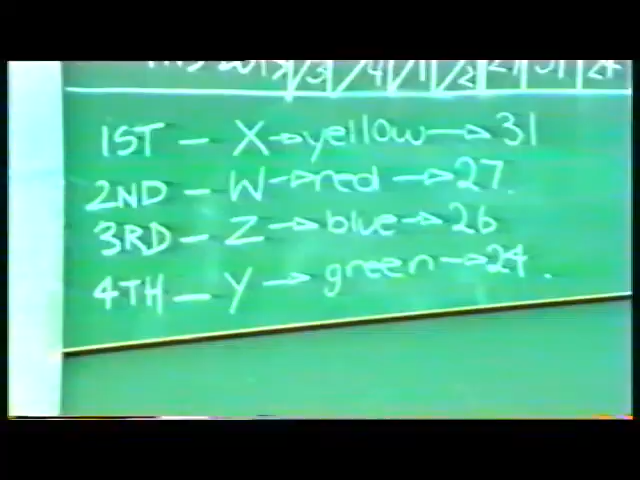 1ST - X → yellow → 31
2ND - W → red → 27.
3RD - Z → blue → 26
4TH - Y → green → 24.